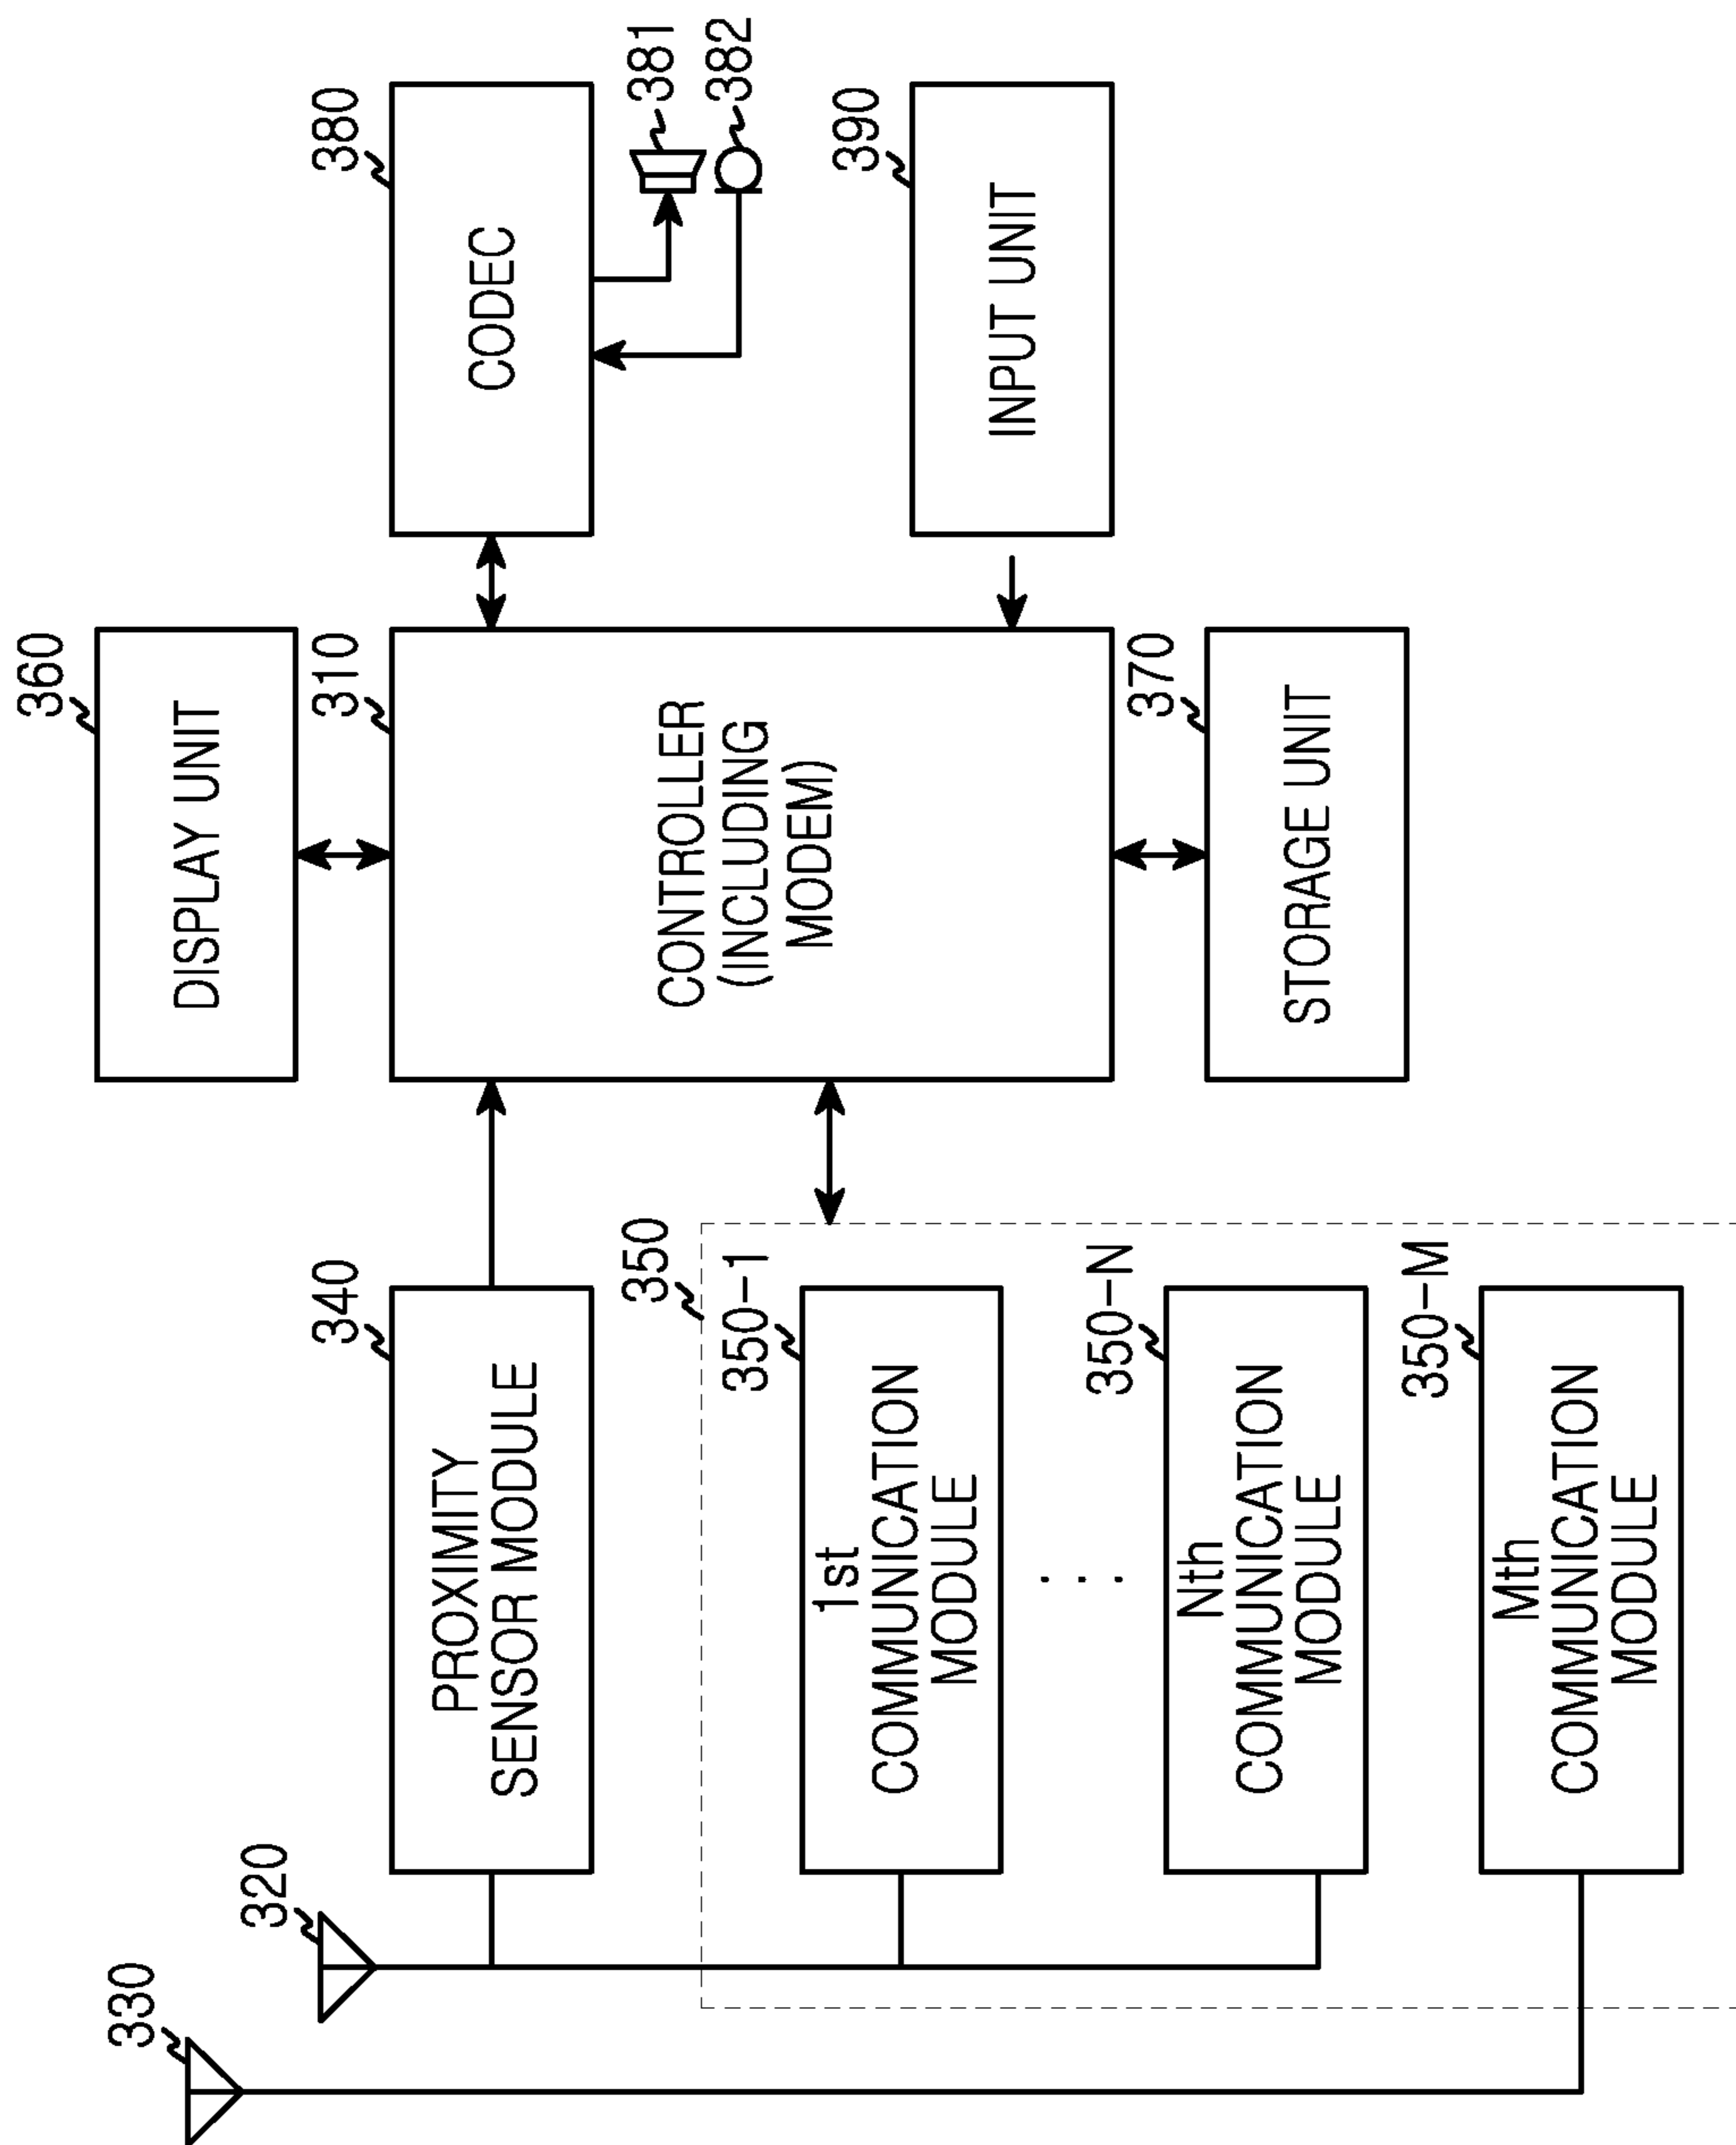 330
320
340
PROXIMITY
SENSOR MODULE
350
350-1
1st
COMMUNICATION
MODULE
. . .
350-N
Nth
COMMUNICATION
MODULE
350-M
Mth
COMMUNICATION
MODULE
360
DISPLAY UNIT
310
CONTROLLER
(INCLUDING
MODEM)
370
STORAGE UNIT
380
CODEC
381
382
390
INPUT UNIT